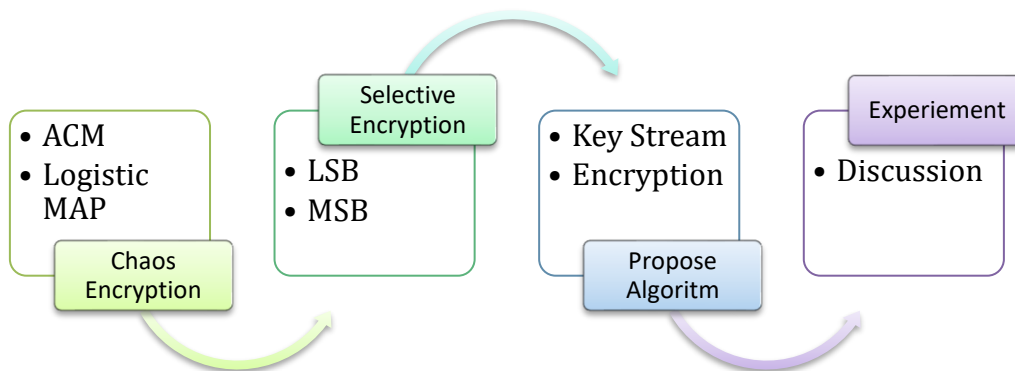 • ACM
• Logistic
MAP
Chaos
Encryption
Selective
Encryption
• LSB
• MSB
• Key Stream
• Encryption
Propose
Algoritm
Experiement
• Discussion